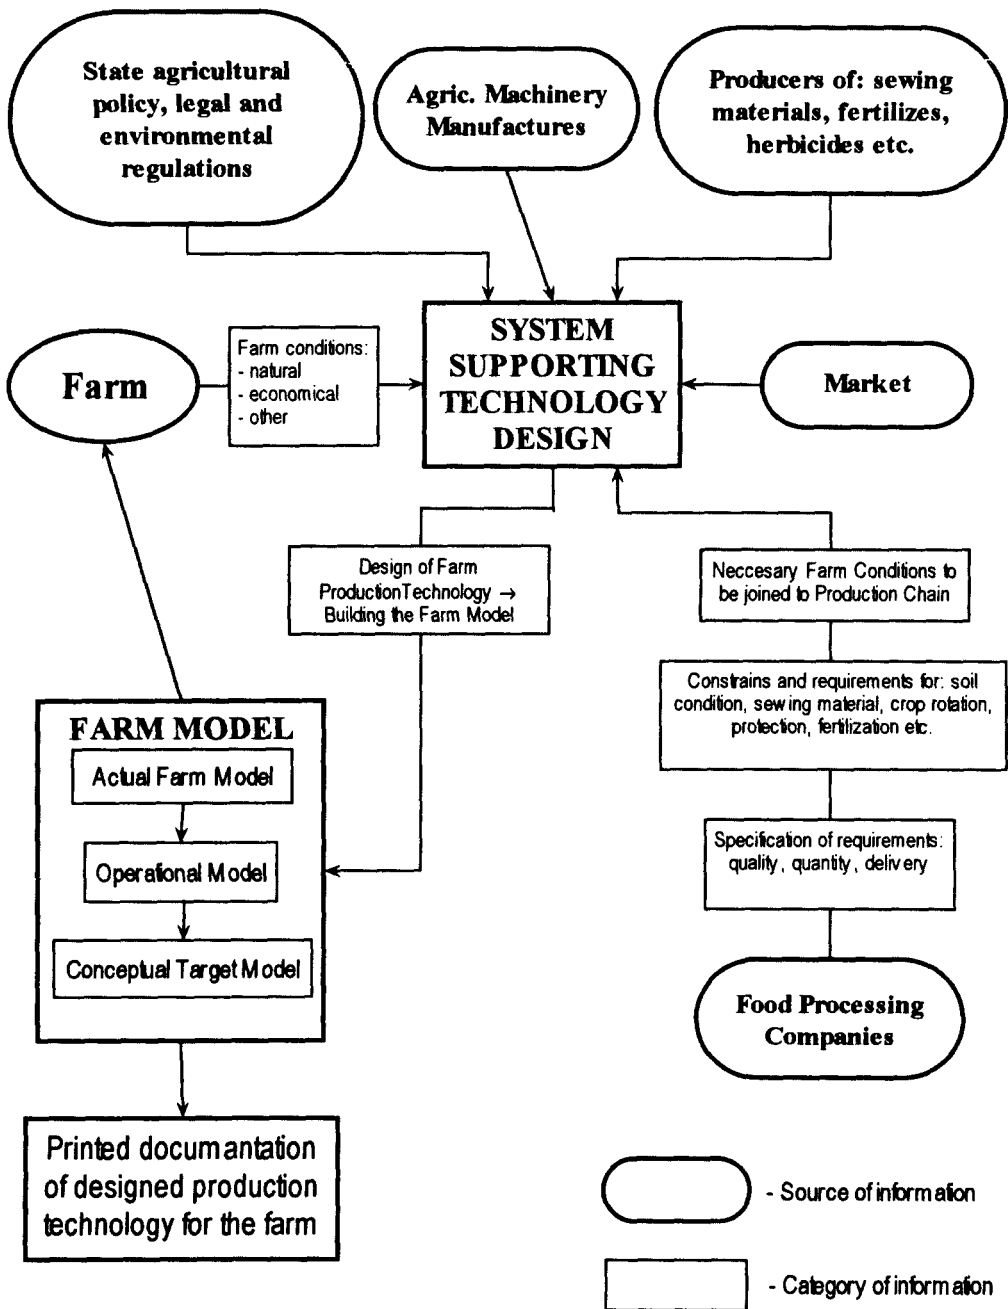 State agricultural
policy, legal and
environmental
regulations
Agric. Machinery
Manufactures
Producers of: sewing
materials, fertilizes,
herbicides etc.
Farm
Farm conditions:
- natural
- economical
- other
SYSTEM
SUPPORTING
TECHNOLOGY
DESIGN
Market
Design of Farm
ProductionTechnology →
Building the Farm Model
Neccesary Farm Conditions to
be joined to Production Chain
Constrains and requirements for: soil
condition, sewing material, crop rotation,
protection, fertilization etc.
Specification of requirements:
quality, quantity, delivery
Food Processing
Companies
FARM MODEL
Actual Farm Model
Operational Model
Conceptual Target Model
Printed documantation
of designed production
technology for the farm
- Source of information
- Category of information